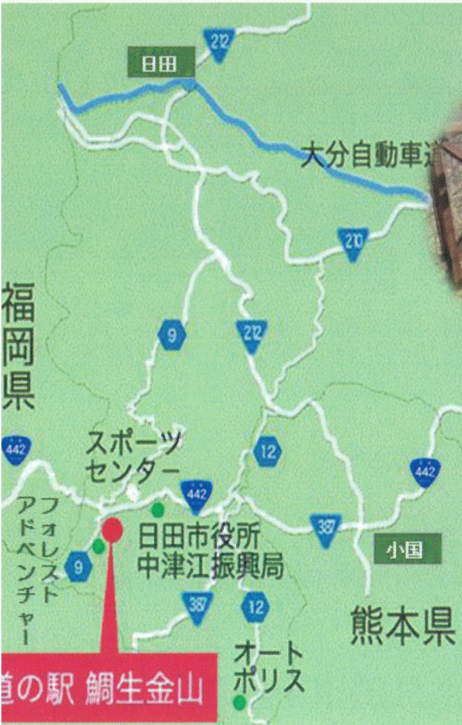 212
日田
大分自動車道
210
福岡県
9
212
442
スポーツ
センター
12
442
442
フォレスト
アドベンチャー
日田市役所
中津江振興局
387
小国
9
387
12
熊本県
オート
ポリス
道の駅 鯛生金山